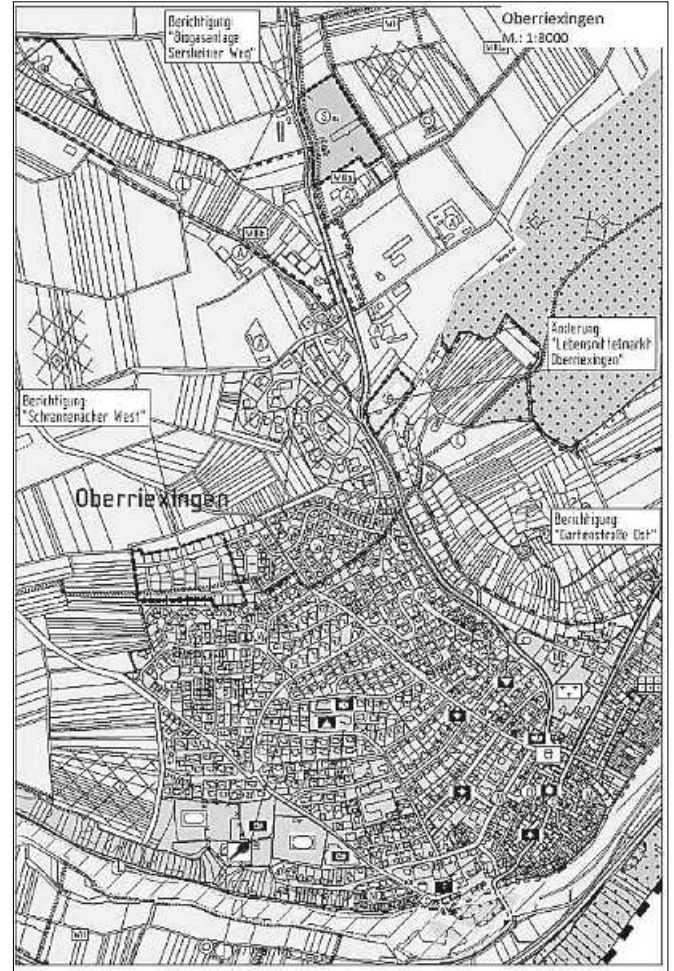 Oberriexingen
M.: 1:8000
Berichtigung:
"Biogasanlage
Sersheimer Weg"
Änderung:
"Lebensmittelmarkt
Oberriexingen"
Berichtigung:
"Schrannenäcker West"
Oberriexingen
Berichtigung:
"Gartenstraße Ost"